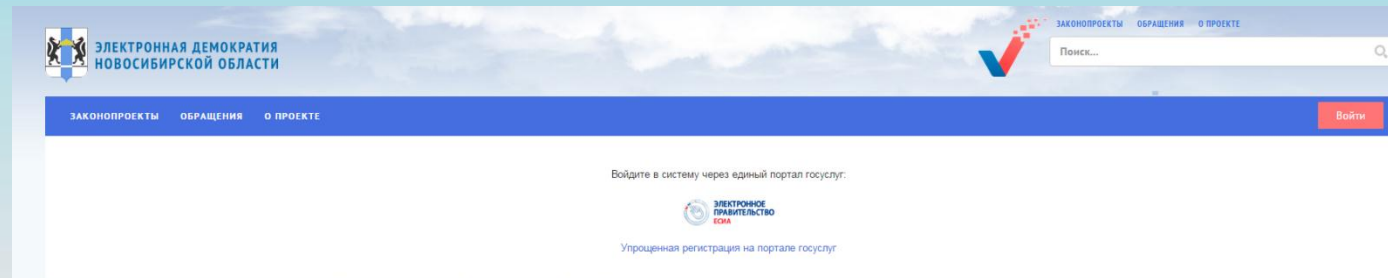 ЗАКОНОПРОЕКТЫ ОБРАЩЕНИЯ О ПРОЕКТЕ
ЭЛЕКТРОННАЯ ДЕМОКРАТИЯ
НОВОСИБИРСКОЙ ОБЛАСТИ
Поиск...
ЗАКОНОПРОЕКТЫ ОБРАЩЕНИЯ О ПРОЕКТЕ
Войти
Войдите в систему через единый портал госуслуг:
ЭЛЕКТРОННОЕ
ПРАВИТЕЛЬСТВО
ЕСИА
Упрощенная регистрация на портале госуслуг